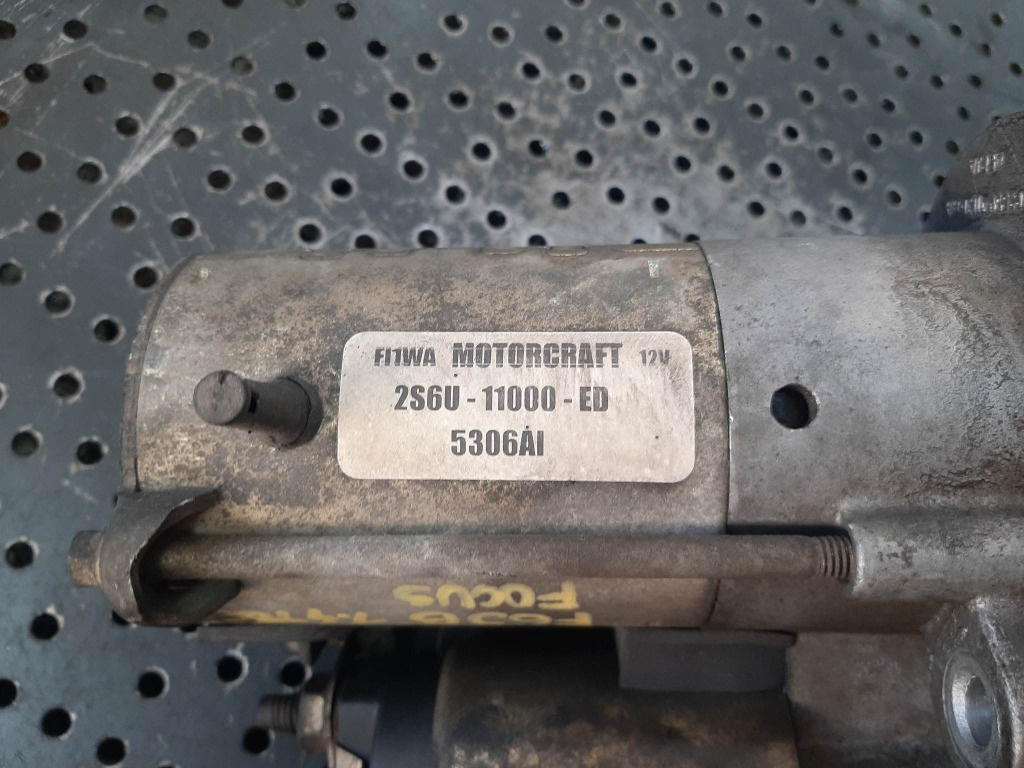 FI1WA MOTORCRAFT 12V
2S6U - 11000 - ED
5306AI
FOCUS